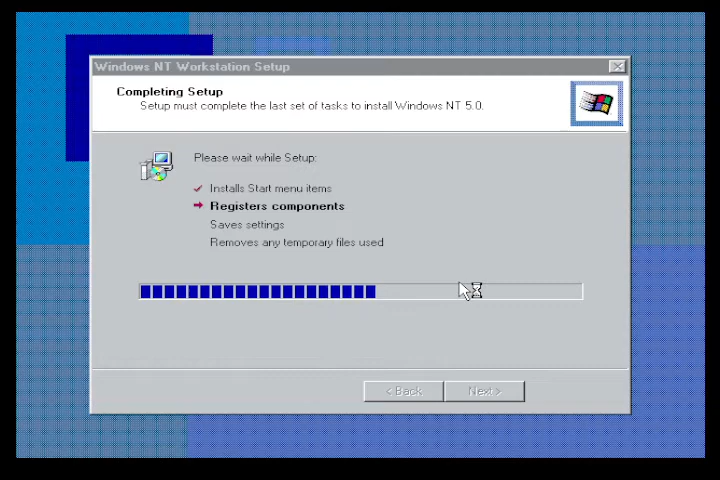 Windows NT Workstation Setup
Completing Setup
Setup must complete the last set of tasks to install Windows NT 5.0.
Please wait while Setup:
Installs Start menu items
Registers components
Saves settings
Removes any temporary files used
< Back
Next >